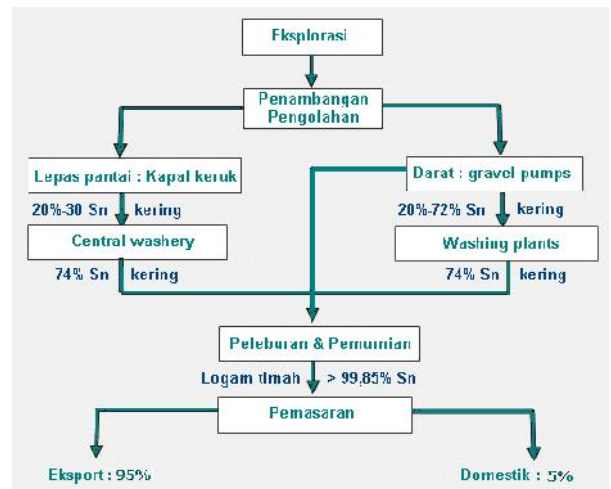 Eksplorasi
Penambangan
Pengolahan
Lepas pantai : Kapal keruk
Darat : gravel pumps
20%-30 Sn kering
20%-72% Sn kering
Central washery
Washing plants
74% Sn kering
74% Sn kering
Peleburan & Pemurnian
Logam timah > 99,85% Sn
Pemasaran
Eksport : 95%
Domestik : 5%